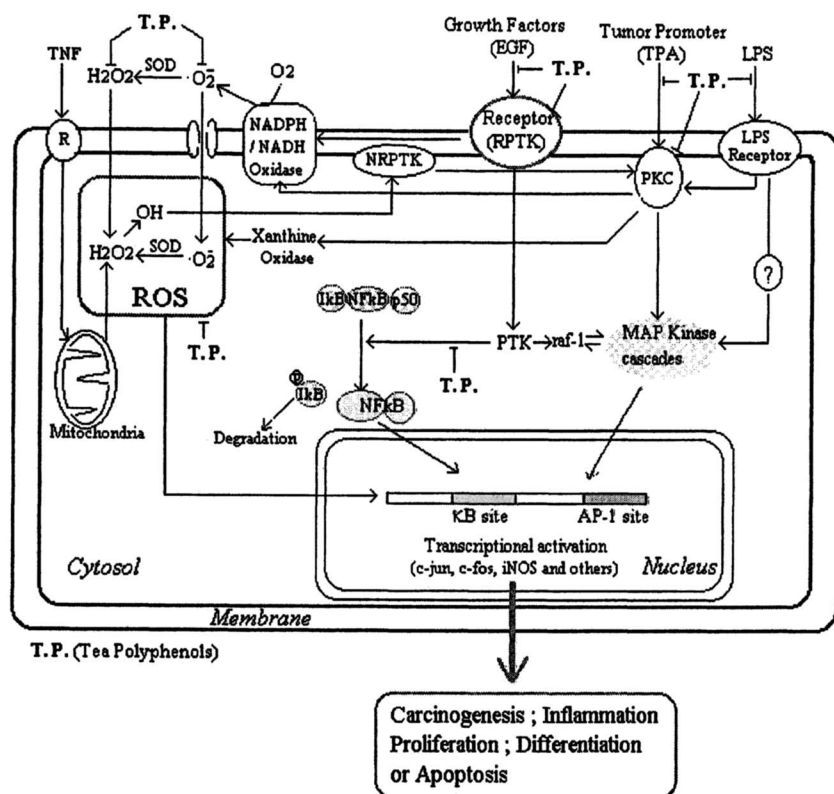 T.P.
TNF
H2O2
SOD
·O2̄
O2
Growth Factors
(EGF)
T.P.
Tumor Promoter
(TPA)
T.P.
LPS
R
NADPH
/ NADH
Oxidase
NRPTK
Receptor
(RPTK)
PKC
LPS
Receptor
OH
H2O2
SOD
·O2̄
ROS
Xanthine
Oxidase
T.P.
?
IkB
NFkB
p50
PTK
raf-1
MAP Kinase
cascades
T.P.
P
IkB
NFkB
Degradation
Mitochondria
κB site
AP-1 site
Transcriptional activation
(c-jun, c-fos, iNOS and others)
Nucleus
Cytosol
Membrane
T.P. (Tea Polyphenols)
Carcinogenesis ; Inflammation
Proliferation ; Differentiation
or Apoptosis